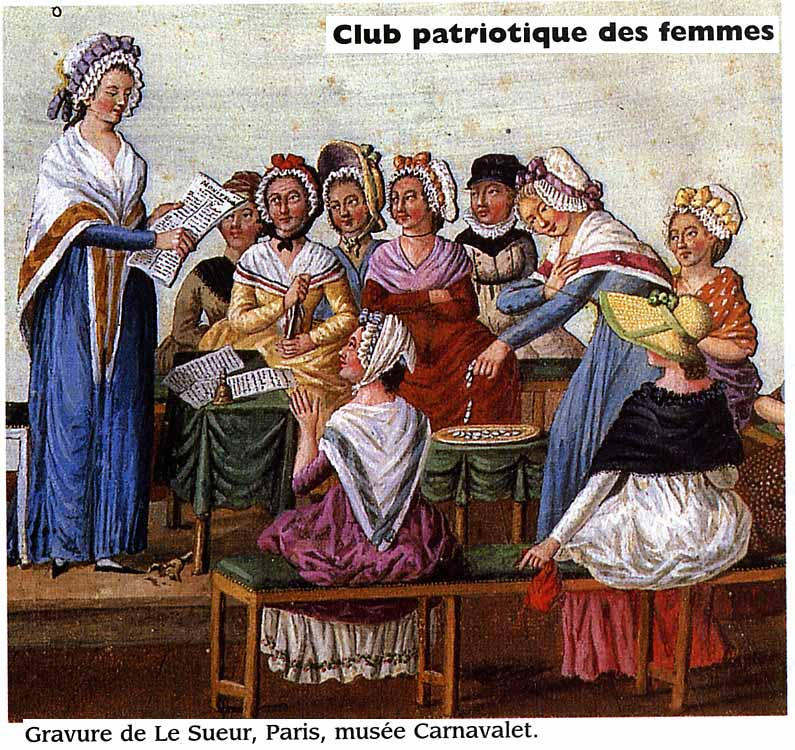 Club patriotique des femmes
Gravure de Le Sueur, Paris, musée Carnavalet.